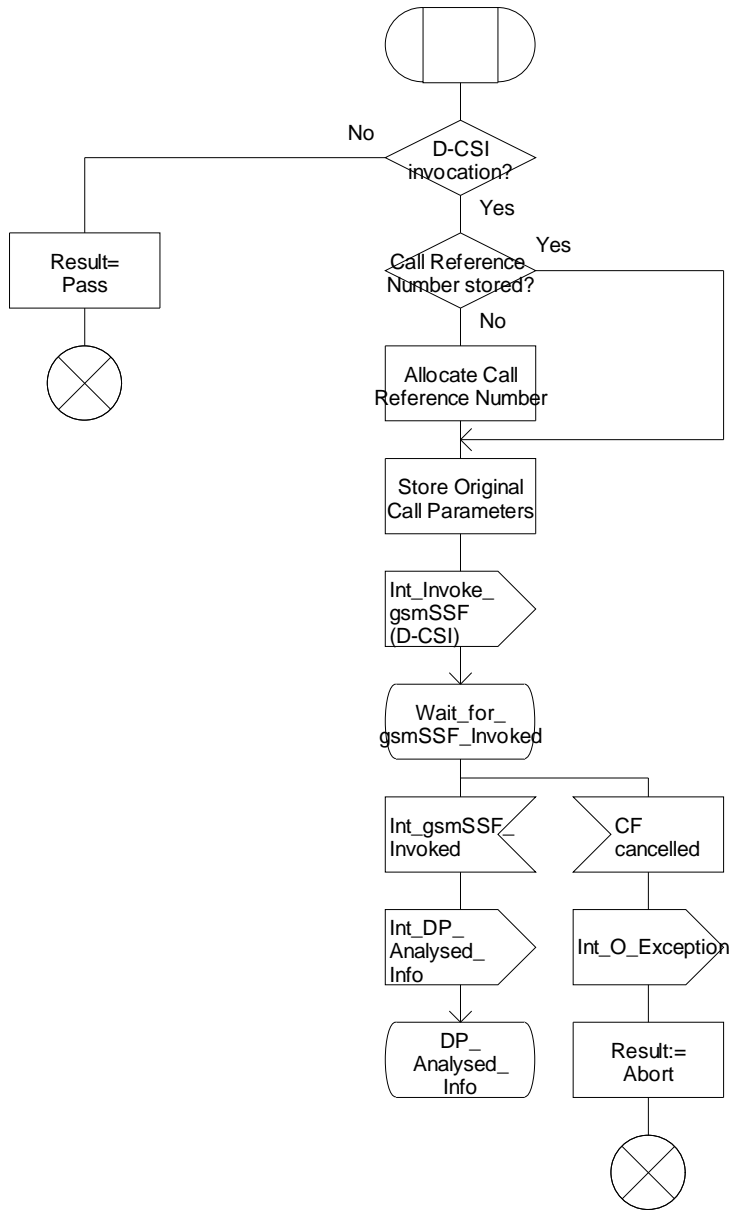 No
D-CSI
invocation?
Yes
Result=
Pass
Call Reference
Number stored?
Yes
No
Allocate Call
Reference Number
Store Original
Call Parameters
Int_Invoke_
gsmSSF
(D-CSI)
Wait_for_
gsmSSF_Invoked
Int_gsmSSF_
Invoked
CF
cancelled
Int_DP_
Analysed_
Info
Int_O_Exception
DP_
Analysed_
Info
Result:=
Abort